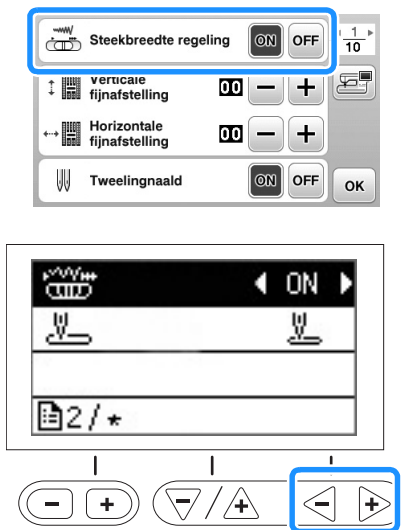 Steekbreedte regeling ON OFF
1
10
Verticale
fijnafstelling 00 − +
Horizontale
fijnafstelling 00 − +
Tweelingnaald ON OFF OK
ON
2/*
− + − / +